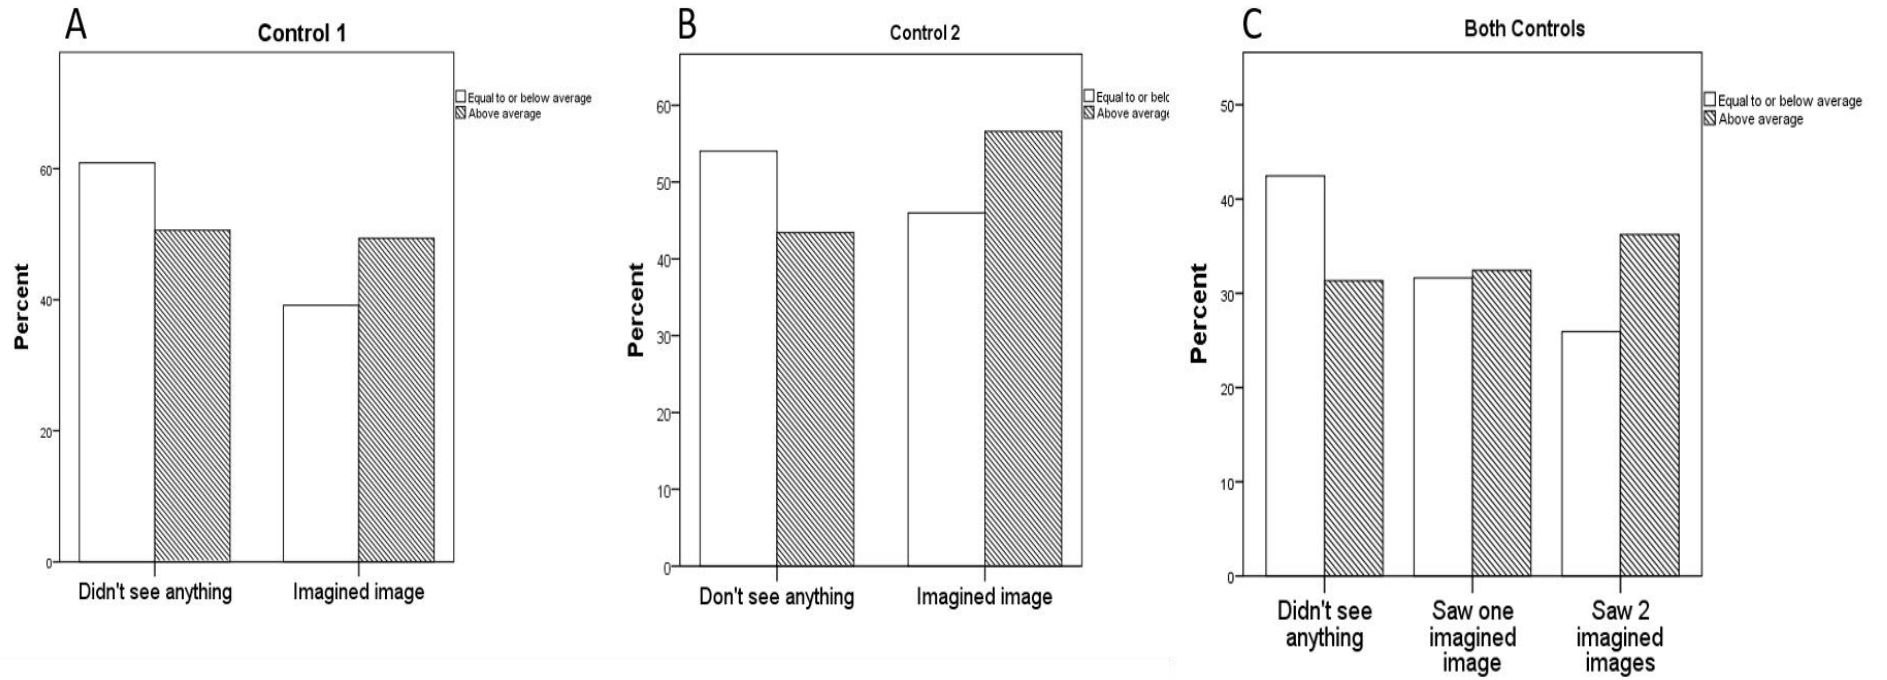 A
Control 1
Equal to or below average
Above average
Percent
60
40
20
0
Didn't see anything
Imagined image
B
Control 2
Equal to or belc
Above average
Percent
60
50
40
30
20
10
0
Don't see anything
Imagined image
C
Both Controls
Equal to or below average
Above average
Percent
50
40
30
20
10
0
Didn't see
anything
Saw one
imagined
image
Saw 2
imagined
images